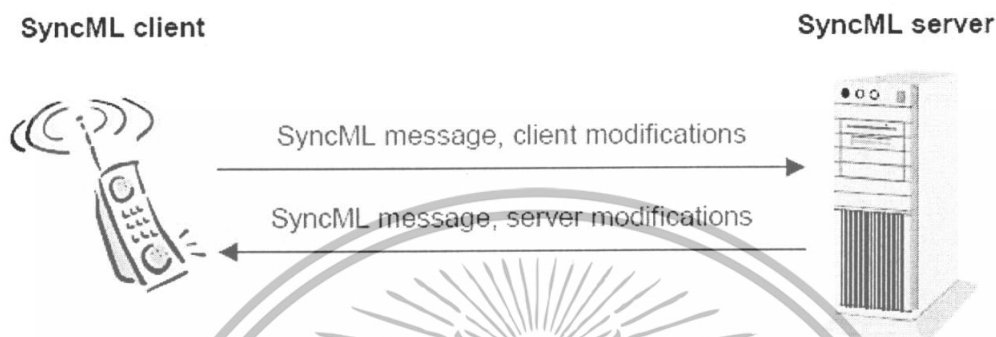 SyncML client
SyncML server
SyncML message, client modifications
SyncML message, server modifications